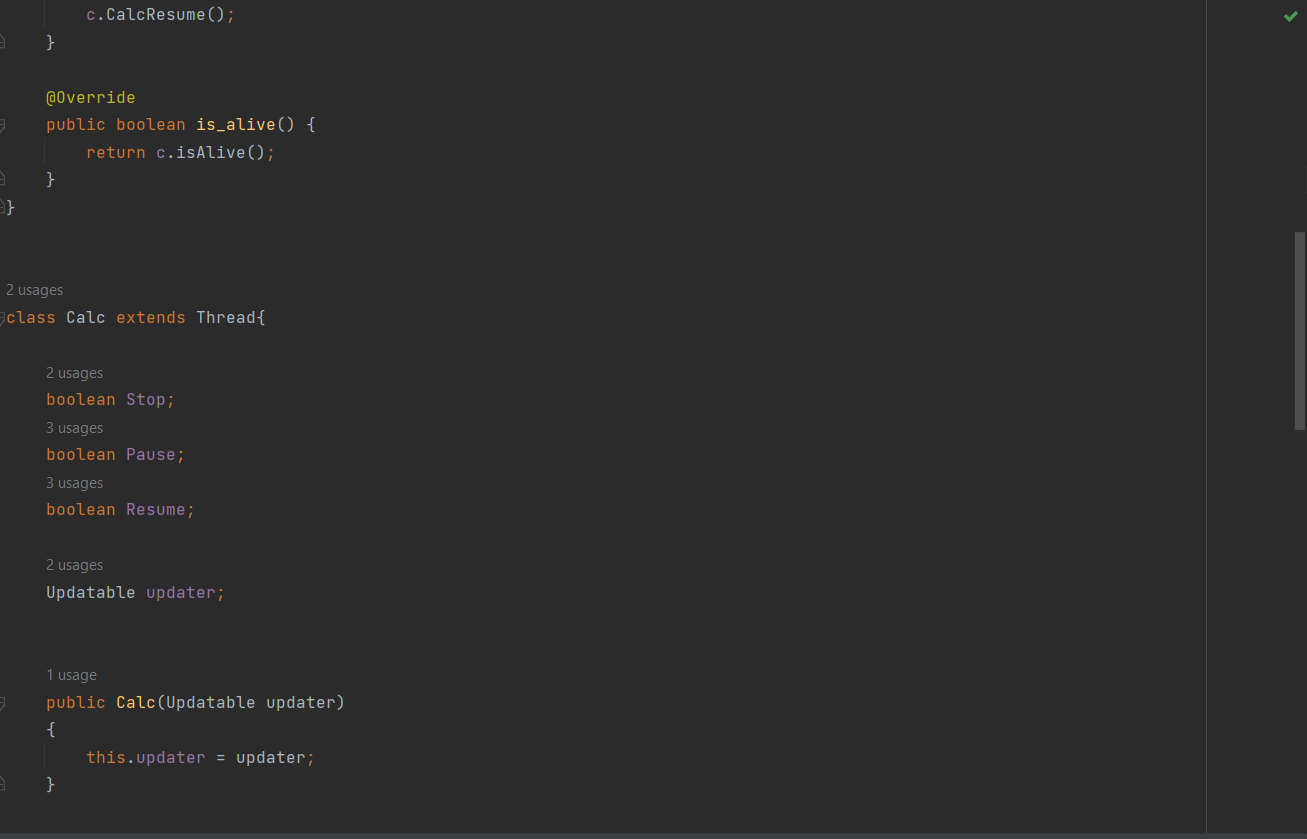 c.CalcResume();
    }

    @Override
    public boolean is_alive() {
        return c.isAlive();
    }
}

2 usages
class Calc extends Thread{

    2 usages
    boolean Stop;
    3 usages
    boolean Pause;
    3 usages
    boolean Resume;

    2 usages
    Updatable updater;

    1 usage
    public Calc(Updatable updater)
    {
        this.updater = updater;
    }